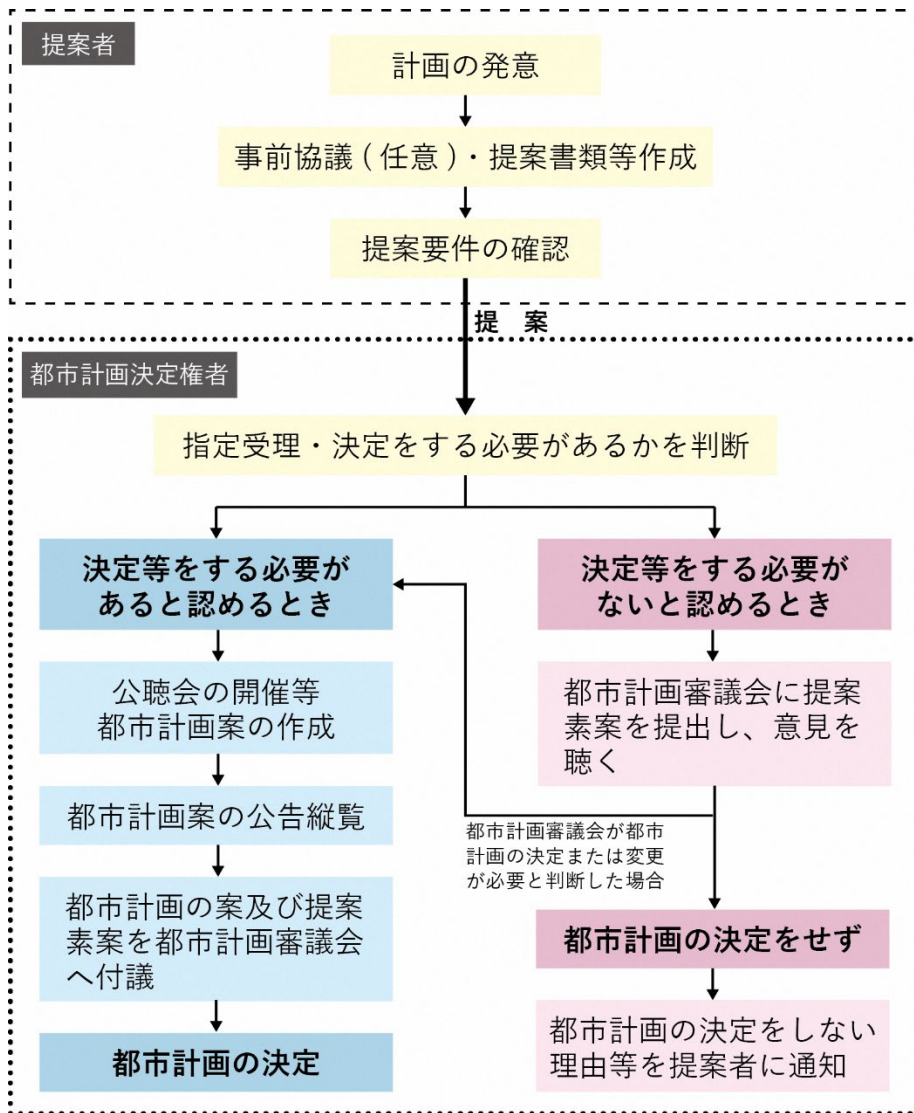 提案者
計画の発意
事前協議(任意)・提案書類等作成
提案要件の確認
提 案
都市計画決定権者
指定受理・決定をする必要があるかを判断
決定等をする必要が
あると認めるとき
公聴会の開催等
都市計画案の作成
都市計画案の公告縦覧
都市計画の案及び提案
素案を都市計画審議会
へ付議
都市計画の決定
決定等をする必要が
ないと認めるとき
都市計画審議会に提案
素案を提出し、意見を
聴く
都市計画審議会が都市
計画の決定または変更
が必要と判断した場合
都市計画の決定をせず
都市計画の決定をしない
理由等を提案者に通知